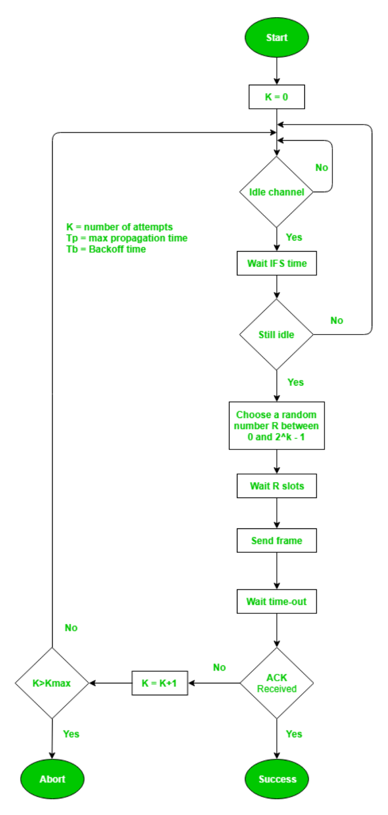 Start
K = 0
No
Idle channel
K = number of attempts
Tp = max propagation time
Tb = Backoff time
Yes
Wait IFS time
No
Still idle
Yes
Choose a random
number R between
0 and 2^k - 1
Wait R slots
Send frame
Wait time-out
No
No
ACK
Received
K>Kmax
K = K+1
Yes
Yes
Abort
Success